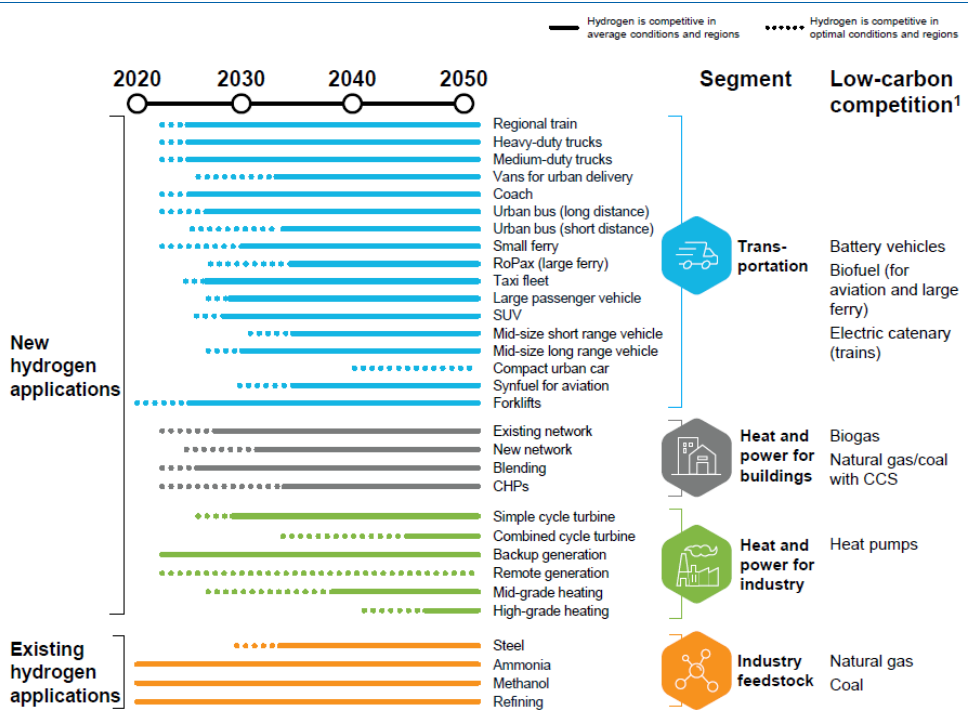 Hydrogen is competitive in
average conditions and regions
Hydrogen is competitive in
optimal conditions and regions
2020
2030
2040
2050
Segment
Low-carbon
competition¹
New
hydrogen
applications
Regional train
Heavy-duty trucks
Medium-duty trucks
Vans for urban delivery
Coach
Urban bus (long distance)
Urban bus (short distance)
Small ferry
RoPax (large ferry)
Taxi fleet
Large passenger vehicle
SUV
Mid-size short range vehicle
Mid-size long range vehicle
Compact urban car
Synfuel for aviation
Forklifts
Trans-
portation
Battery vehicles
Biofuel (for
aviation and large
ferry)
Electric catenary
(trains)
Existing network
New network
Blending
CHPs
Heat and
power for
buildings
Biogas
Natural gas/coal
with CCS
Simple cycle turbine
Combined cycle turbine
Backup generation
Remote generation
Mid-grade heating
High-grade heating
Heat and
power for
industry
Heat pumps
Existing
hydrogen
applications
Steel
Ammonia
Methanol
Refining
Industry
feedstock
Natural gas
Coal